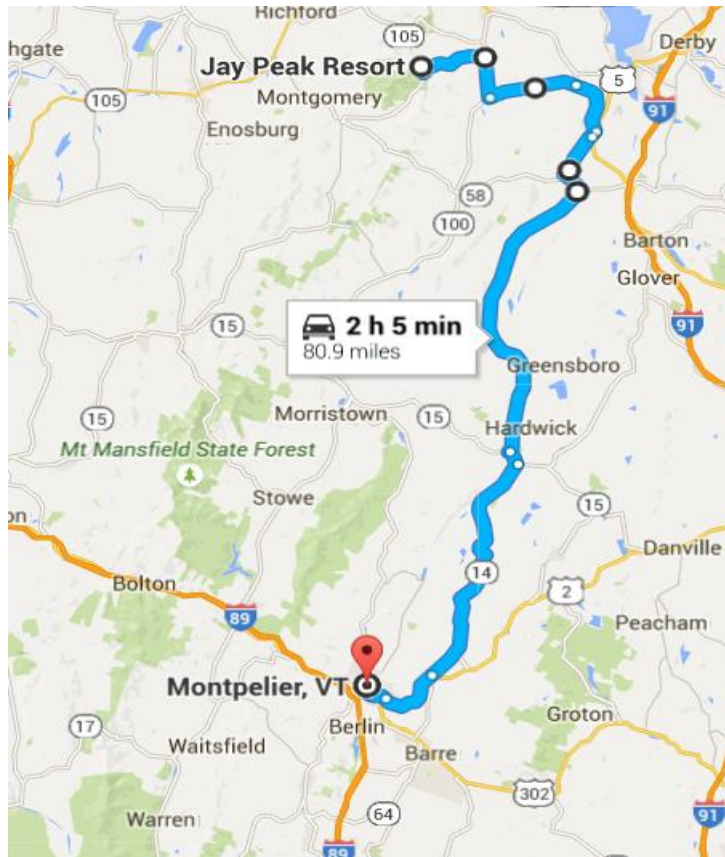 Richford
hgate
105
Derby
Jay Peak Resort
5
105
Montgomery
91
Enosburg
58
100
Barton
Glover
15
2 h 5 min
80.9 miles
91
Greensboro
15
Morristown
15
Hardwick
Mt Mansfield State Forest
Stowe
15
on
Danville
14
Bolton
2
89
Peacham
Montpelier, VT
Groton
17
Berlin
Waitsfield
Barre
302
64
Warren
91
89